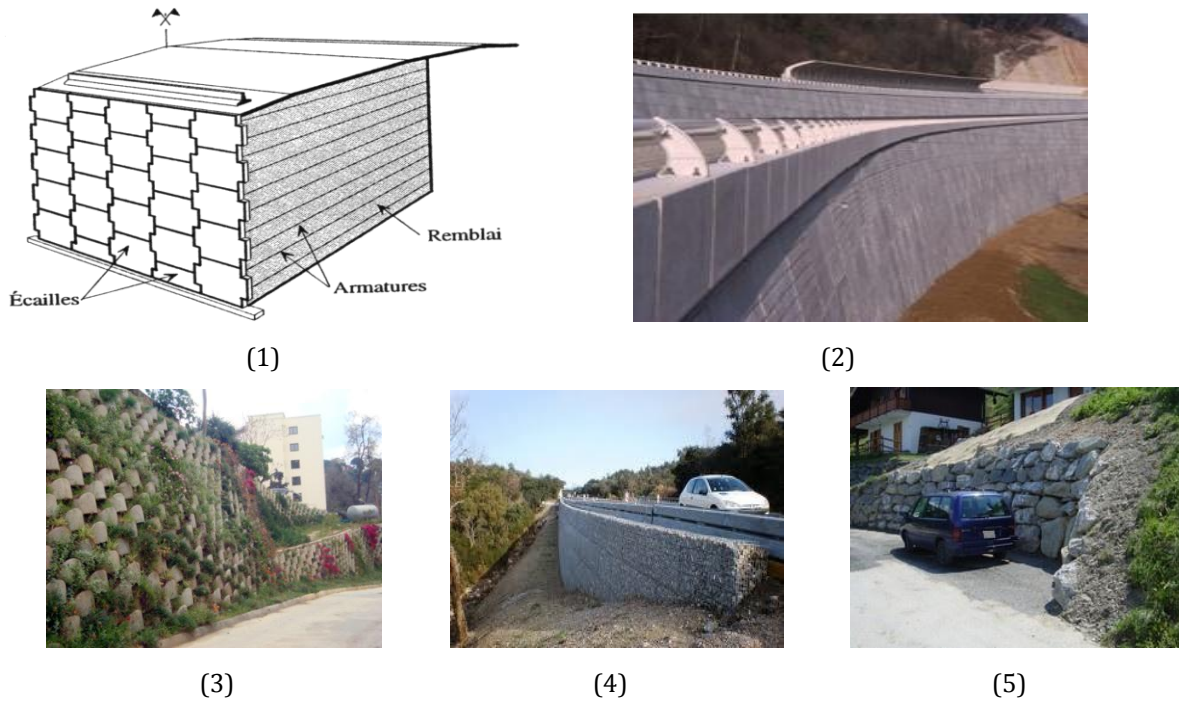 Remblai
Armatures
Écailles
(1)
(2)
(3)
(4)
(5)